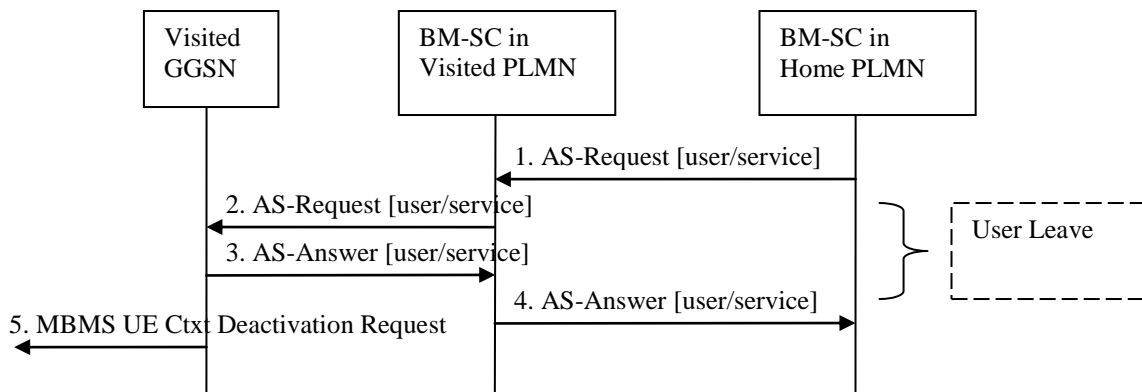 Visited
GGSN
BM-SC in
Visited PLMN
BM-SC in
Home PLMN
1. AS-Request [user/service]
2. AS-Request [user/service]
User Leave
3. AS-Answer [user/service]
4. AS-Answer [user/service]
5. MBMS UE Ctxt Deactivation Request